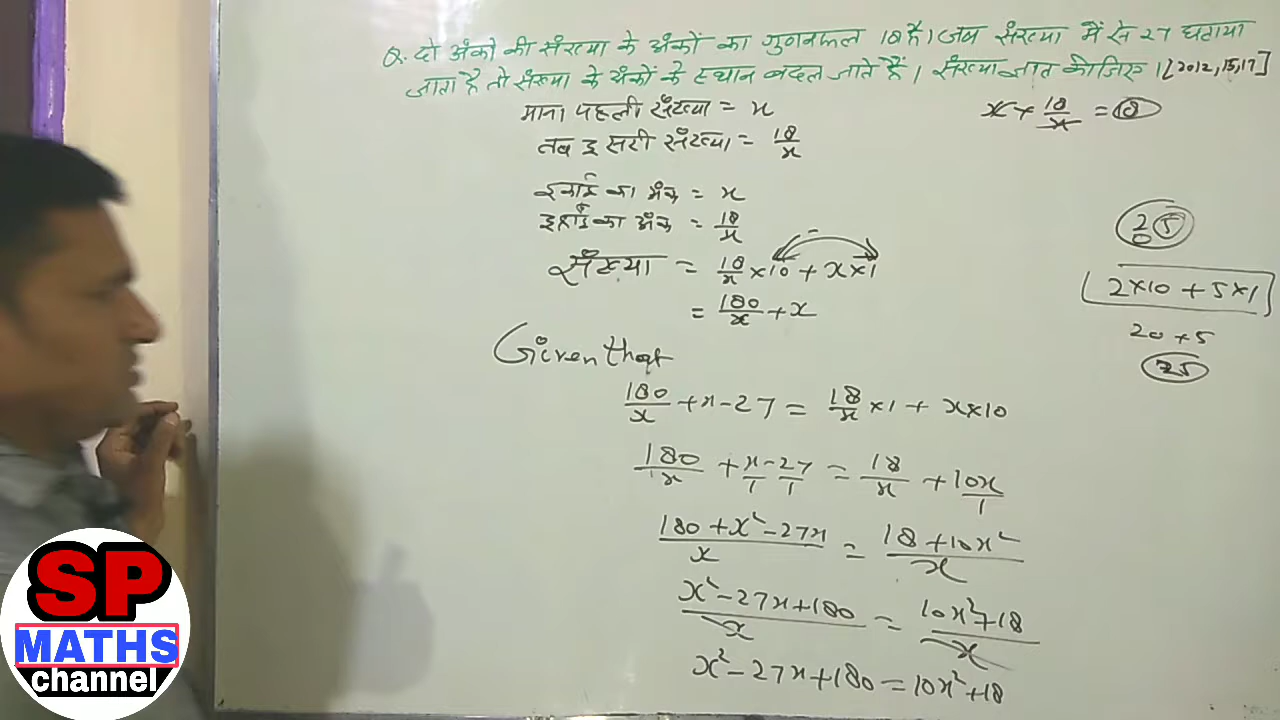 Q. दो अंको की संख्या के अंकों का गुणनफल 18 है। जब संख्या में से 27 घटाया
जाता है तो संख्या के अंकों के स्थान बदल जाते हैं। संख्या ज्ञात कीजिए। [2012, 15, 17]
माना पहली संख्या = x
तब दूसरी संख्या = 18/x
x × 18/x = 18
इकाई का अंक = x
दहाई का अंक = 18/x
संख्या = 18/x × 10 + x × 1
= 180/x + x
25
0
2×10 + 5×1
20 + 5
25
Given that
180/x + x - 27 = 18/x × 1 + x × 10
180/x + x/1 - 27/1 = 18/x + 10x/1
(180 + x² - 27x)/x = (18 + 10x²)/x
(x² - 27x + 180)/x = (10x² + 18)/x
x² - 27x + 180 = 10x² + 18
SP
MATHS
channel